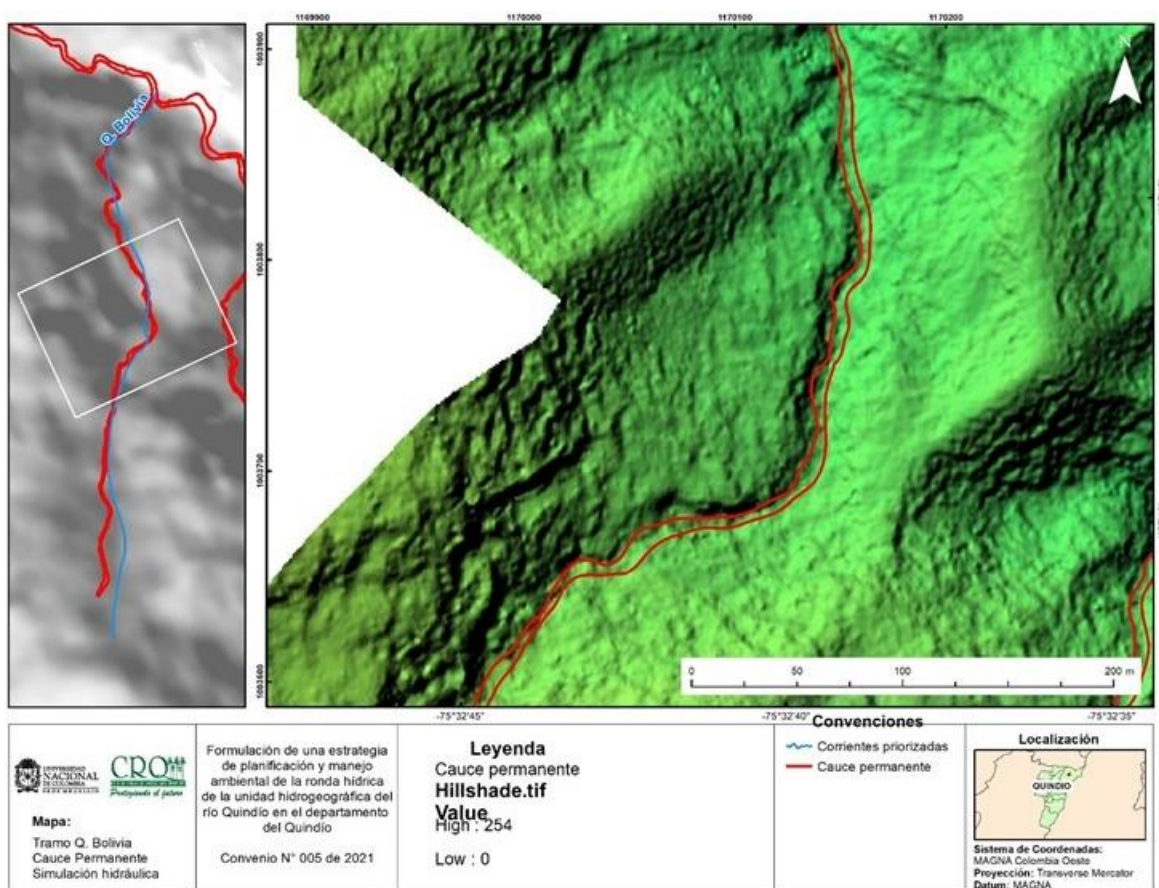 1169900
1170000
1170100
1170200
1003900
1003800
1003700
1003600
Q. Bolivia
N
0
50
100
200 m
-75°32'45"
-75°32'40"
-75°32'35"
UNIVERSIDAD
NACIONAL
DE COLOMBIA
CRQ
Protegiendo el futuro
Mapa:
Tramo Q. Bolivia
Cauce Permanente
Simulación hidráulica
Formulación de una estrategia
de planificación y manejo
ambiental de la ronda hídrica
de la unidad hidrogeográfica del
río Quindío en el departamento
del Quindío
Convenio N° 005 de 2021
Leyenda
Cauce permanente
Hillshade.tif
Value
High : 254
Low : 0
Convenciones
Corrientes priorizadas
Cauce permanente
Localización
QUINDIO
Sistema de Coordenadas:
MAGNA Colombia Oeste
Proyección: Transverse Mercator
Datum: MAGNA